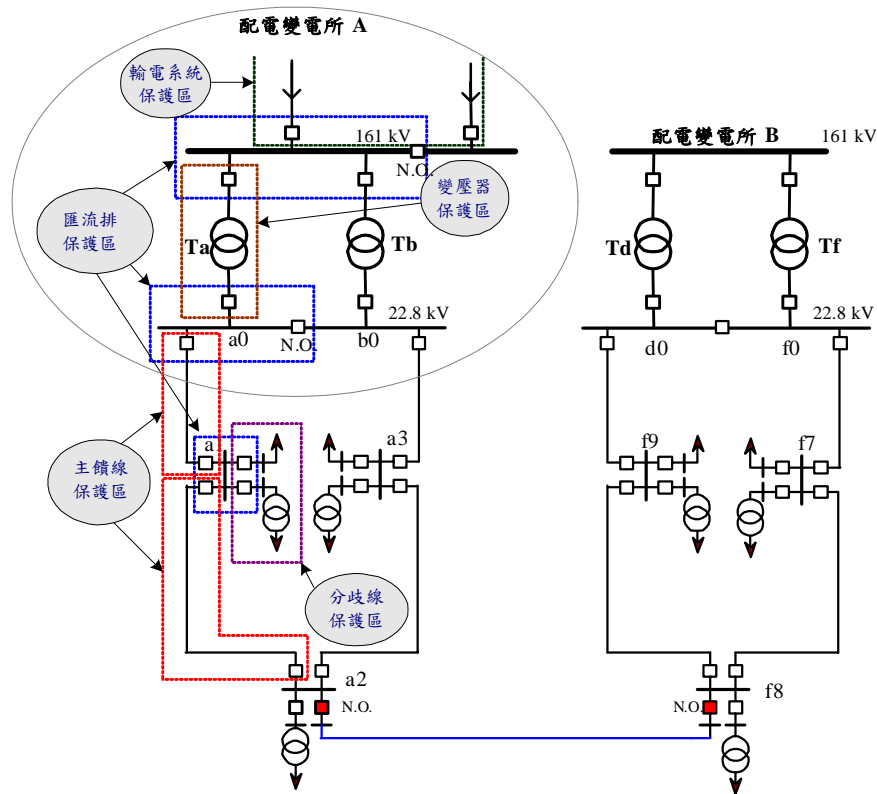 配電變電所 A
輸電系統
保護區
161 kV
N.O.
變壓器
保護區
匯流排
保護區
Ta
Tb
22.8 kV
a0
N.O.
b0
配電變電所 B
161 kV
Td
Tf
22.8 kV
d0
f0
a
a3
f9
f7
主饋線
保護區
分歧線
保護區
a2
N.O.
f8
N.O.